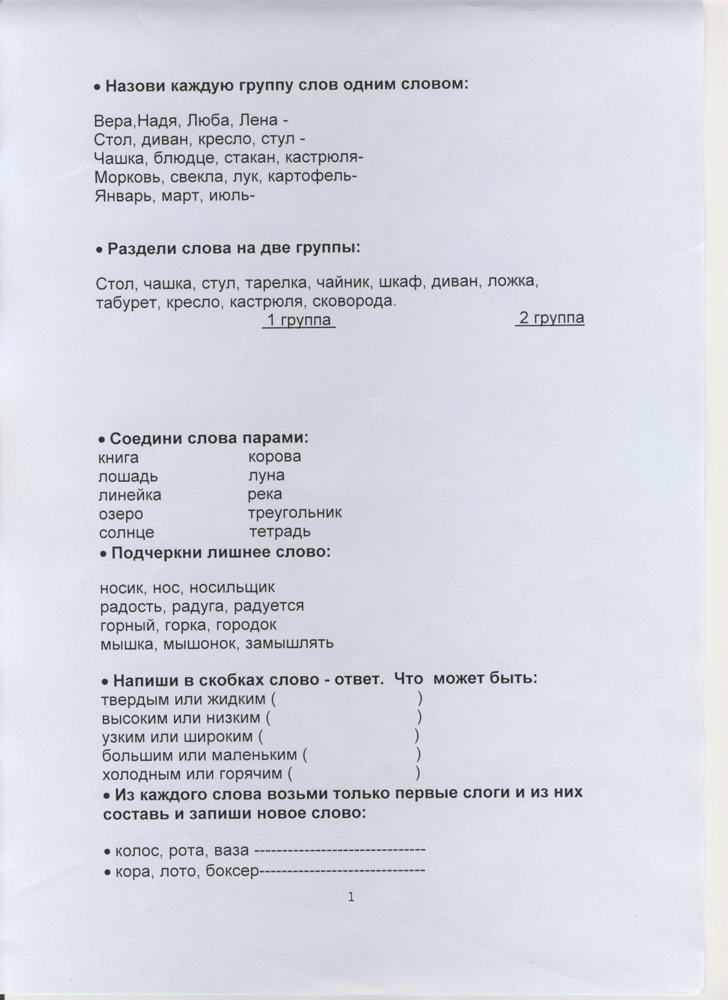 • Назови каждую группу слов одним словом:
Вера,Надя, Люба, Лена -
Стол, диван, кресло, стул -
Чашка, блюдце, стакан, кастрюля-
Морковь, свекла, лук, картофель-
Январь, март, июль-
• Раздели слова на две группы:
Стол, чашка, стул, тарелка, чайник, шкаф, диван, ложка,
табурет, кресло, кастрюля, сковорода.
1 группа 2 группа
• Соедини слова парами:
книга корова
лошадь луна
линейка река
озеро треугольник
солнце тетрадь
• Подчеркни лишнее слово:
носик, нос, носильщик
радость, радуга, радуется
горный, горка, городок
мышка, мышонок, замышлять
• Напиши в скобках слово - ответ. Что может быть:
твердым или жидким ( )
высоким или низким ( )
узким или широким ( )
большим или маленьким ( )
холодным или горячим ( )
• Из каждого слова возьми только первые слоги и из них
составь и запиши новое слово:
• колос, рота, ваза -------------------------------
• кора, лото, боксер------------------------------
1